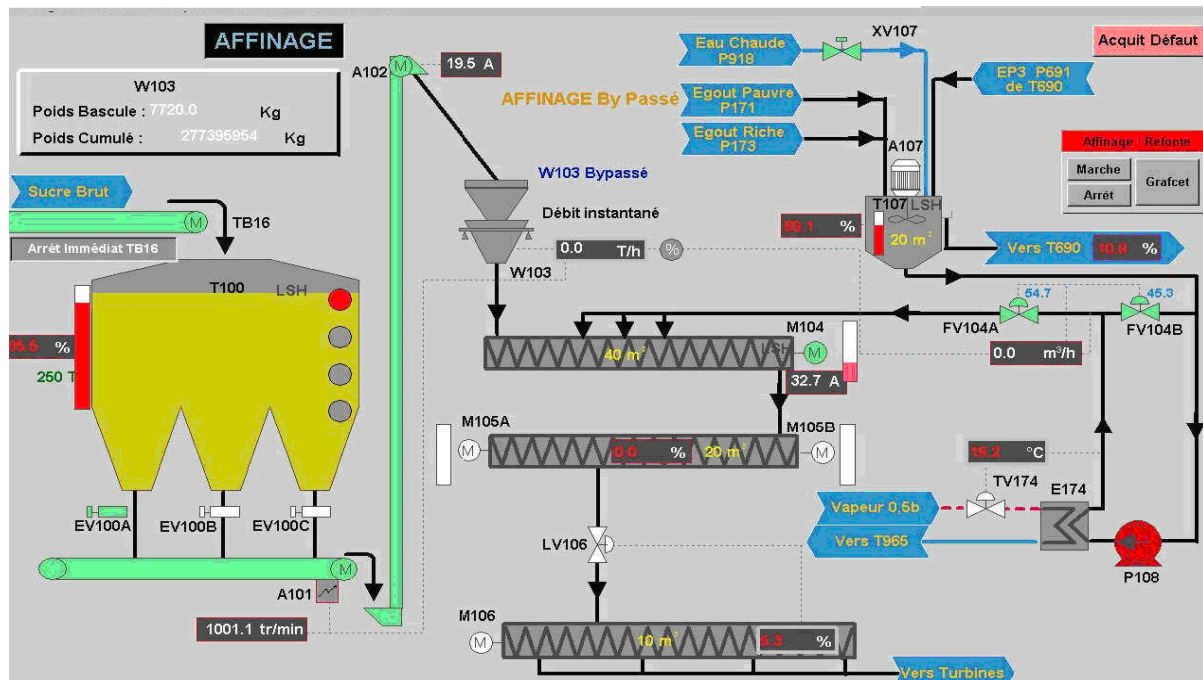 AFFINAGE
W103
Poids Bascule : 7720.0 Kg
Poids Cumulé : 277395954 Kg
Sucre Brut
M
TB16
Arrêt Immédiat TB16
T100
LSH
%
250 T
EV100A
EV100B
EV100C
M
A101
1001.1 tr/min
A102
M
19.5 A
AFFINAGE By Passé
W103 Bypassé
Débit instantané
0.0 T/h
%
W103
Eau Chaude
P918
XV107
Egout Pauvre
P171
Egout Riche
P173
A107
EP3 P691
de T690
Acquit Défaut
Affinage / Refonte
Marche
Arrêt
Grafcet
T107
LSH
%
20 m³
Vers T690
%
54.7
45.3
FV104A
FV104B
0.0 m³/h
M104
LSH
M
40 m³
32.7 A
M105A
M
M105B
M
0.0 %
20 m³
°C
TV174
E174
Vapeur 0,5b
Vers T965
P108
LV106
M106
M
10 m³
%
Vers Turbines